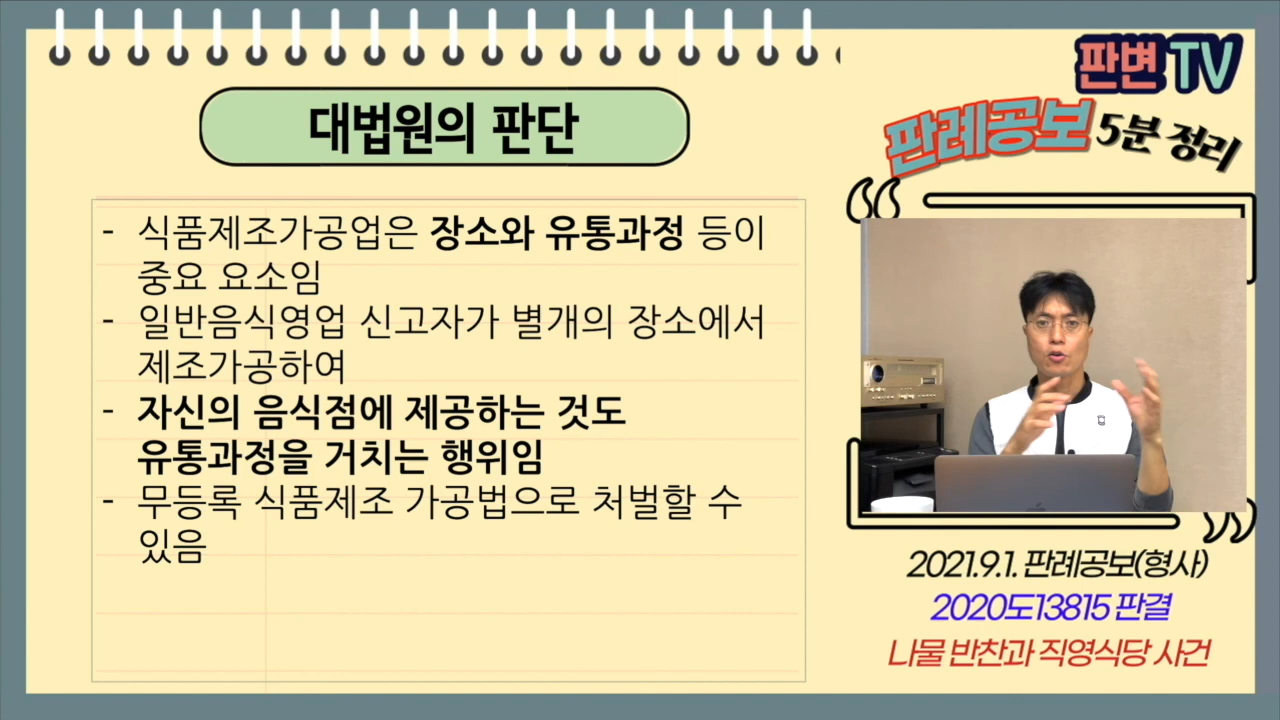 판변 TV
판례공보 5분 정리
대법원의 판단
- 식품제조가공업은 장소와 유통과정 등이
중요 요소임
- 일반음식영업 신고자가 별개의 장소에서
제조가공하여
- 자신의 음식점에 제공하는 것도
유통과정을 거치는 행위임
- 무등록 식품제조 가공법으로 처벌할 수
있음
2021.9.1. 판례공보(형사)
2020도13815 판결
나물 반찬과 직영식당 사건